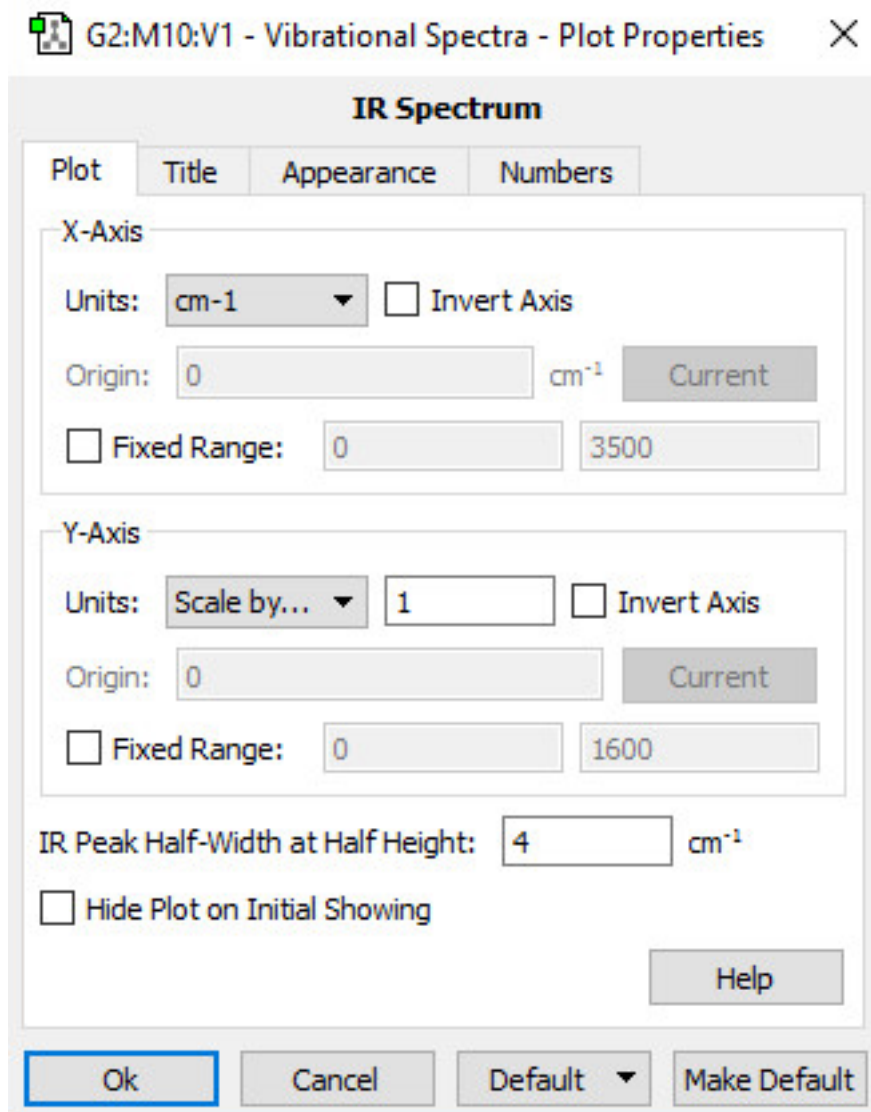 G2:M10:V1 - Vibrational Spectra - Plot Properties
IR Spectrum
Plot Title Appearance Numbers
X-Axis
Units: cm-1 Invert Axis
Origin: 0 cm⁻¹ Current
Fixed Range: 0 3500
Y-Axis
Units: Scale by... 1 Invert Axis
Origin: 0 Current
Fixed Range: 0 1600
IR Peak Half-Width at Half Height: 4 cm⁻¹
Hide Plot on Initial Showing
Help
Ok Cancel Default Make Default